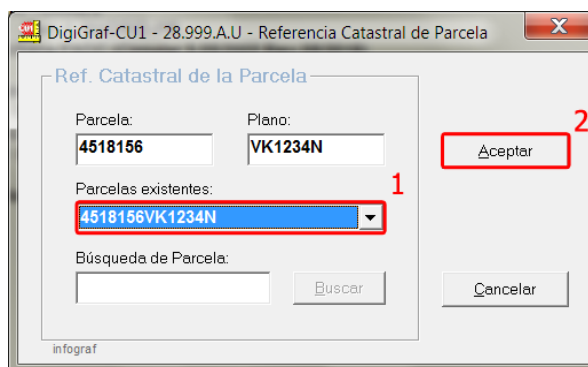 DigiGraf-CU1 - 28.999.A.U - Referencia Catastral de Parcela
Ref. Catastral de la Parcela
Parcela: Plano:
4518156 VK1234N
2
Aceptar
Parcelas existentes: 1
4518156VK1234N
Búsqueda de Parcela:
Buscar
Cancelar
infograf